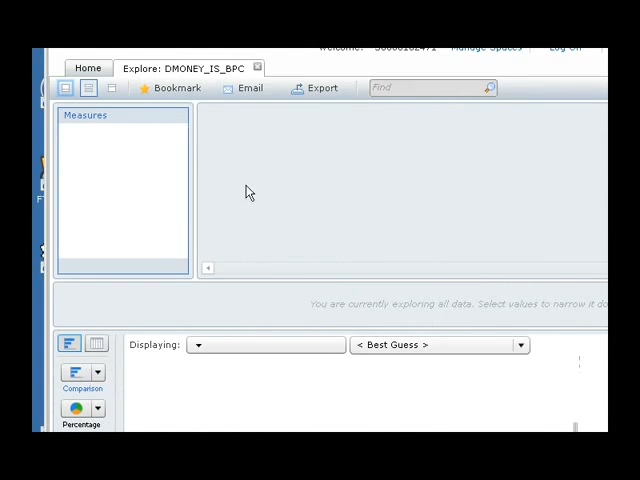 Home Explore: DMONEY_IS_BPC
Bookmark Email Export Find
Measures
You are currently exploring all data. Select values to narrow it do
Displaying: < Best Guess >
Comparison
Percentage